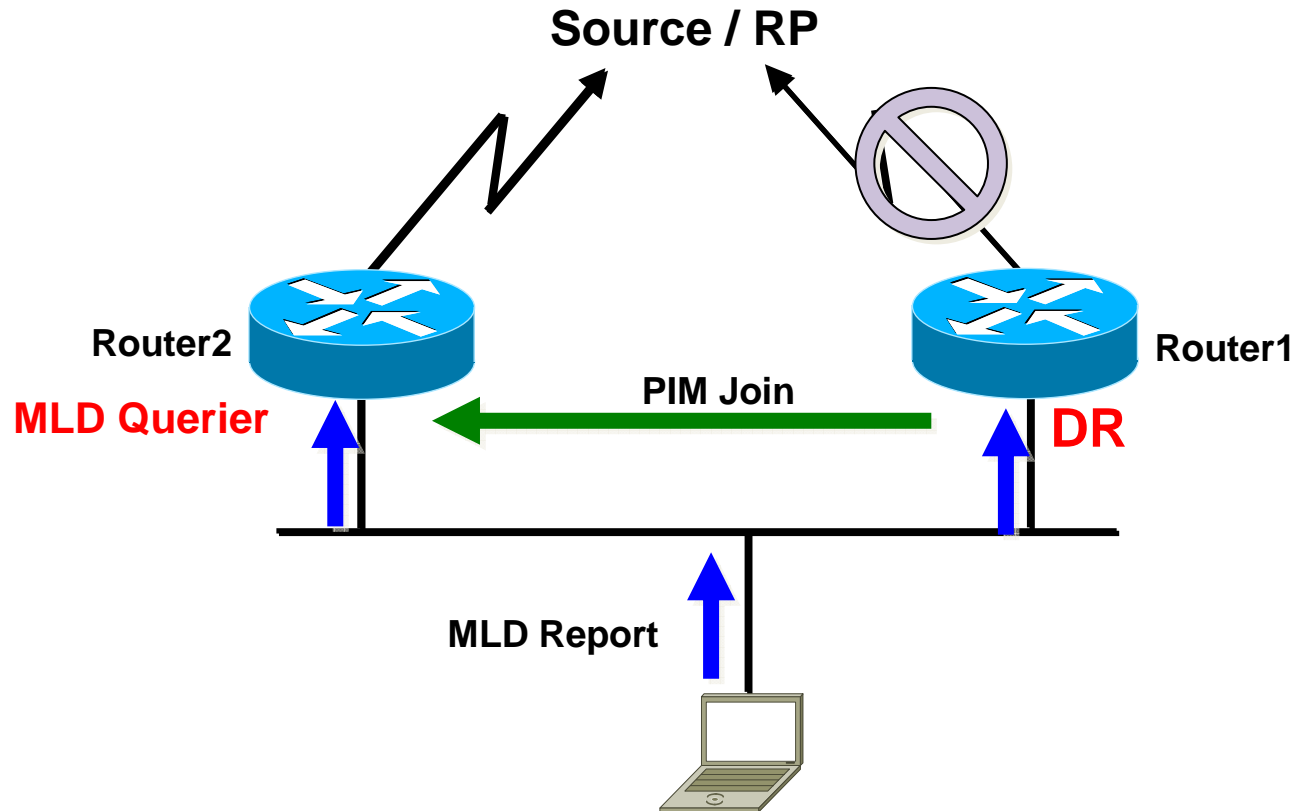 Source / RP
Router2
Router1
PIM Join
MLD Querier
DR
MLD Report